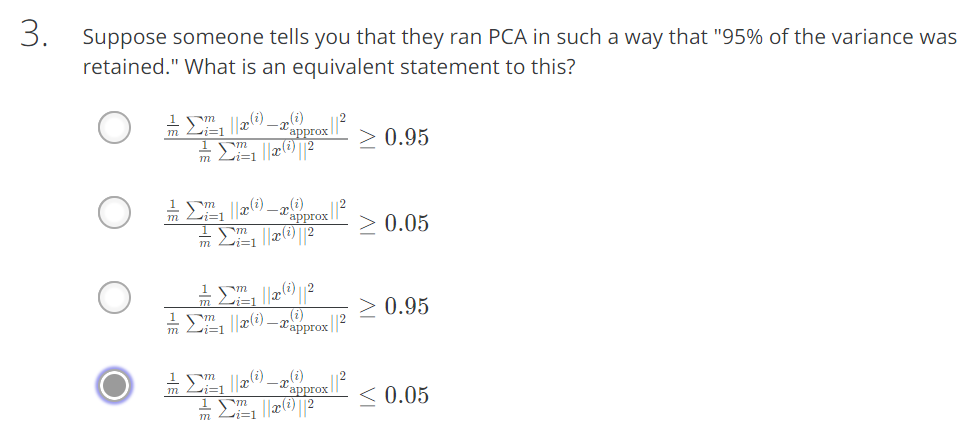 3. Suppose someone tells you that they ran PCA in such a way that "95% of the variance was
retained." What is an equivalent statement to this?
\frac{\frac{1}{m} \sum_{i=1}^{m} ||x^{(i)} - x_{\text{approx}}^{(i)}||^2}{\frac{1}{m} \sum_{i=1}^{m} ||x^{(i)}||^2} \geq 0.95
\frac{\frac{1}{m} \sum_{i=1}^{m} ||x^{(i)} - x_{\text{approx}}^{(i)}||^2}{\frac{1}{m} \sum_{i=1}^{m} ||x^{(i)}||^2} \geq 0.05
\frac{\frac{1}{m} \sum_{i=1}^{m} ||x^{(i)}||^2}{\frac{1}{m} \sum_{i=1}^{m} ||x^{(i)} - x_{\text{approx}}^{(i)}||^2} \geq 0.95
\frac{\frac{1}{m} \sum_{i=1}^{m} ||x^{(i)} - x_{\text{approx}}^{(i)}||^2}{\frac{1}{m} \sum_{i=1}^{m} ||x^{(i)}||^2} \leq 0.05